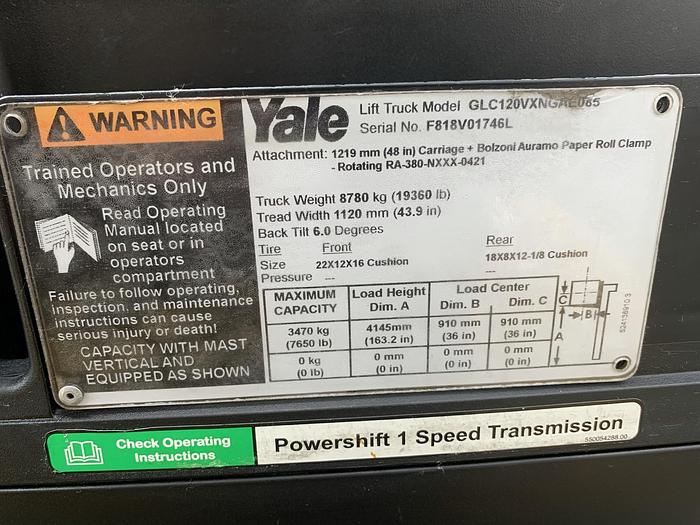 WARNING
Trained Operators and
Mechanics Only
Read Operating
Manual located
on seat or in
operators
compartment
Failure to follow operating,
inspection, and maintenance
instructions can cause
serious injury or death!
CAPACITY WITH MAST
VERTICAL AND
EQUIPPED AS SHOWN
Yale
Lift Truck Model GLC120VXNGAE085
Serial No. F818V01746L
Attachment: 1219 mm (48 in) Carriage + Bolzoni Auramo Paper Roll Clamp
- Rotating RA-380-NXXX-0421
Truck Weight 8780 kg (19360 lb)
Tread Width 1120 mm (43.9 in)
Back Tilt 6.0 Degrees
Tire Front Rear
Size 22X12X16 Cushion 18X8X12-1/8 Cushion
Pressure --- ---
MAXIMUM CAPACITY Load Height Dim. A Load Center Dim. B Dim. C
3470 kg (7650 lb) 4145mm (163.2 in) 910 mm (36 in) 910 mm (36 in)
0 kg (0 lb) 0 mm (0 in) 0 mm (0 in) 0 mm (0 in)
C
B
A
524136910 3
Check Operating
Instructions
Powershift 1 Speed Transmission
550054288.00